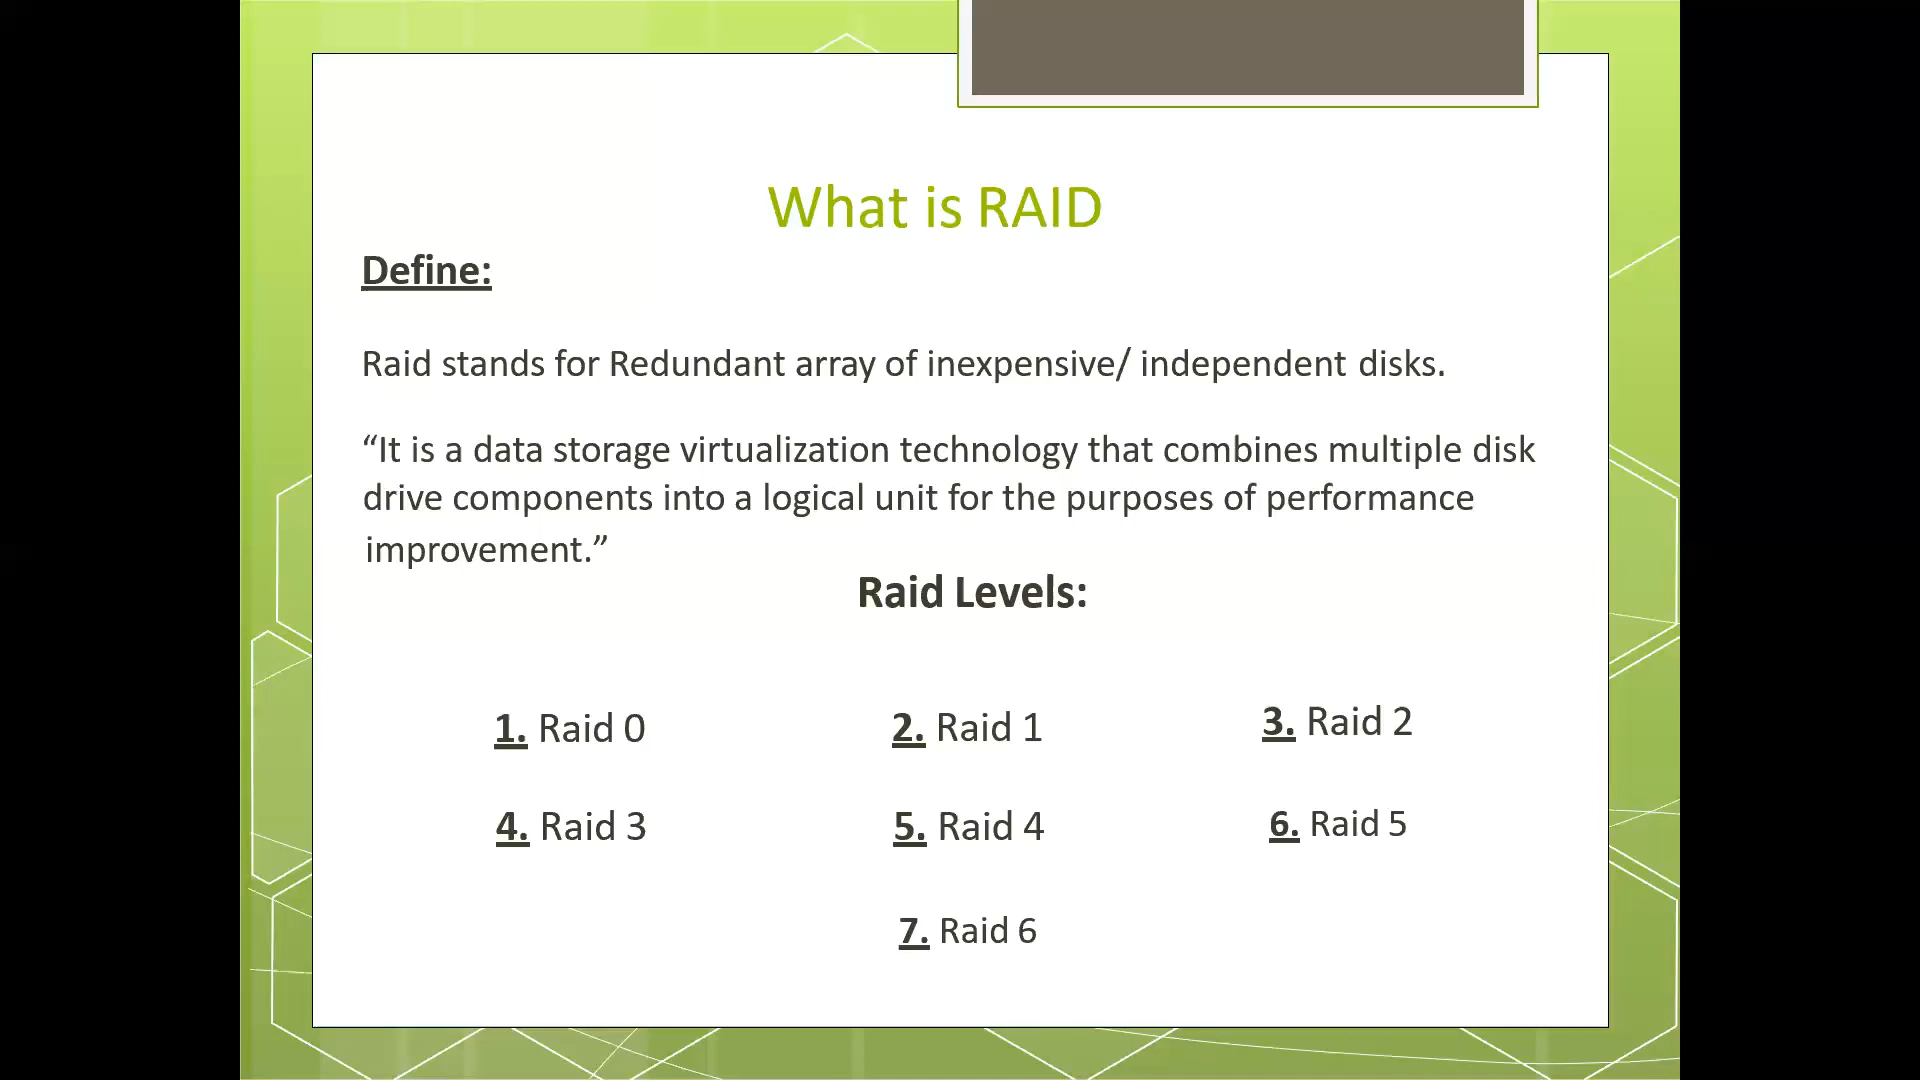 What is RAID
Define:
Raid stands for Redundant array of inexpensive/ independent disks.
“It is a data storage virtualization technology that combines multiple disk
drive components into a logical unit for the purposes of performance
improvement.”
Raid Levels:
1. Raid 0
2. Raid 1
3. Raid 2
4. Raid 3
5. Raid 4
6. Raid 5
7. Raid 6